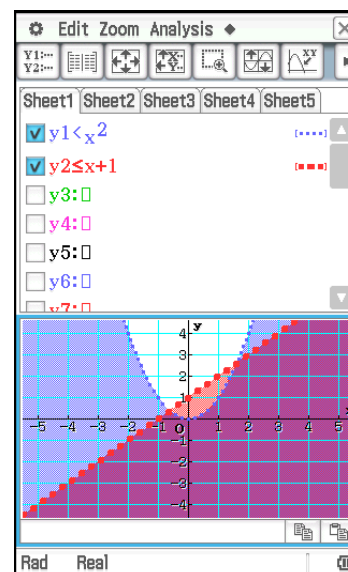 Edit Zoom Analysis ◆
Y1:⋯ Y2:⋯ XY
Sheet1 Sheet2 Sheet3 Sheet4 Sheet5
y1<x²
y2≤x+1
y3:▯
y4:▯
y5:▯
y6:▯
y7:▯
y
4
3
2
1
-5 -4 -3 -2 -1 0 1 2 3 4 5
-1
-2
-3
-4
Rad Real